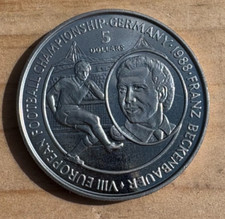 VIII EUROPEAN FOOTBALL CHAMPIONSHIP · GERMANY · 1988 · FRANZ BECKENBAUER ·
5
DOLLARS